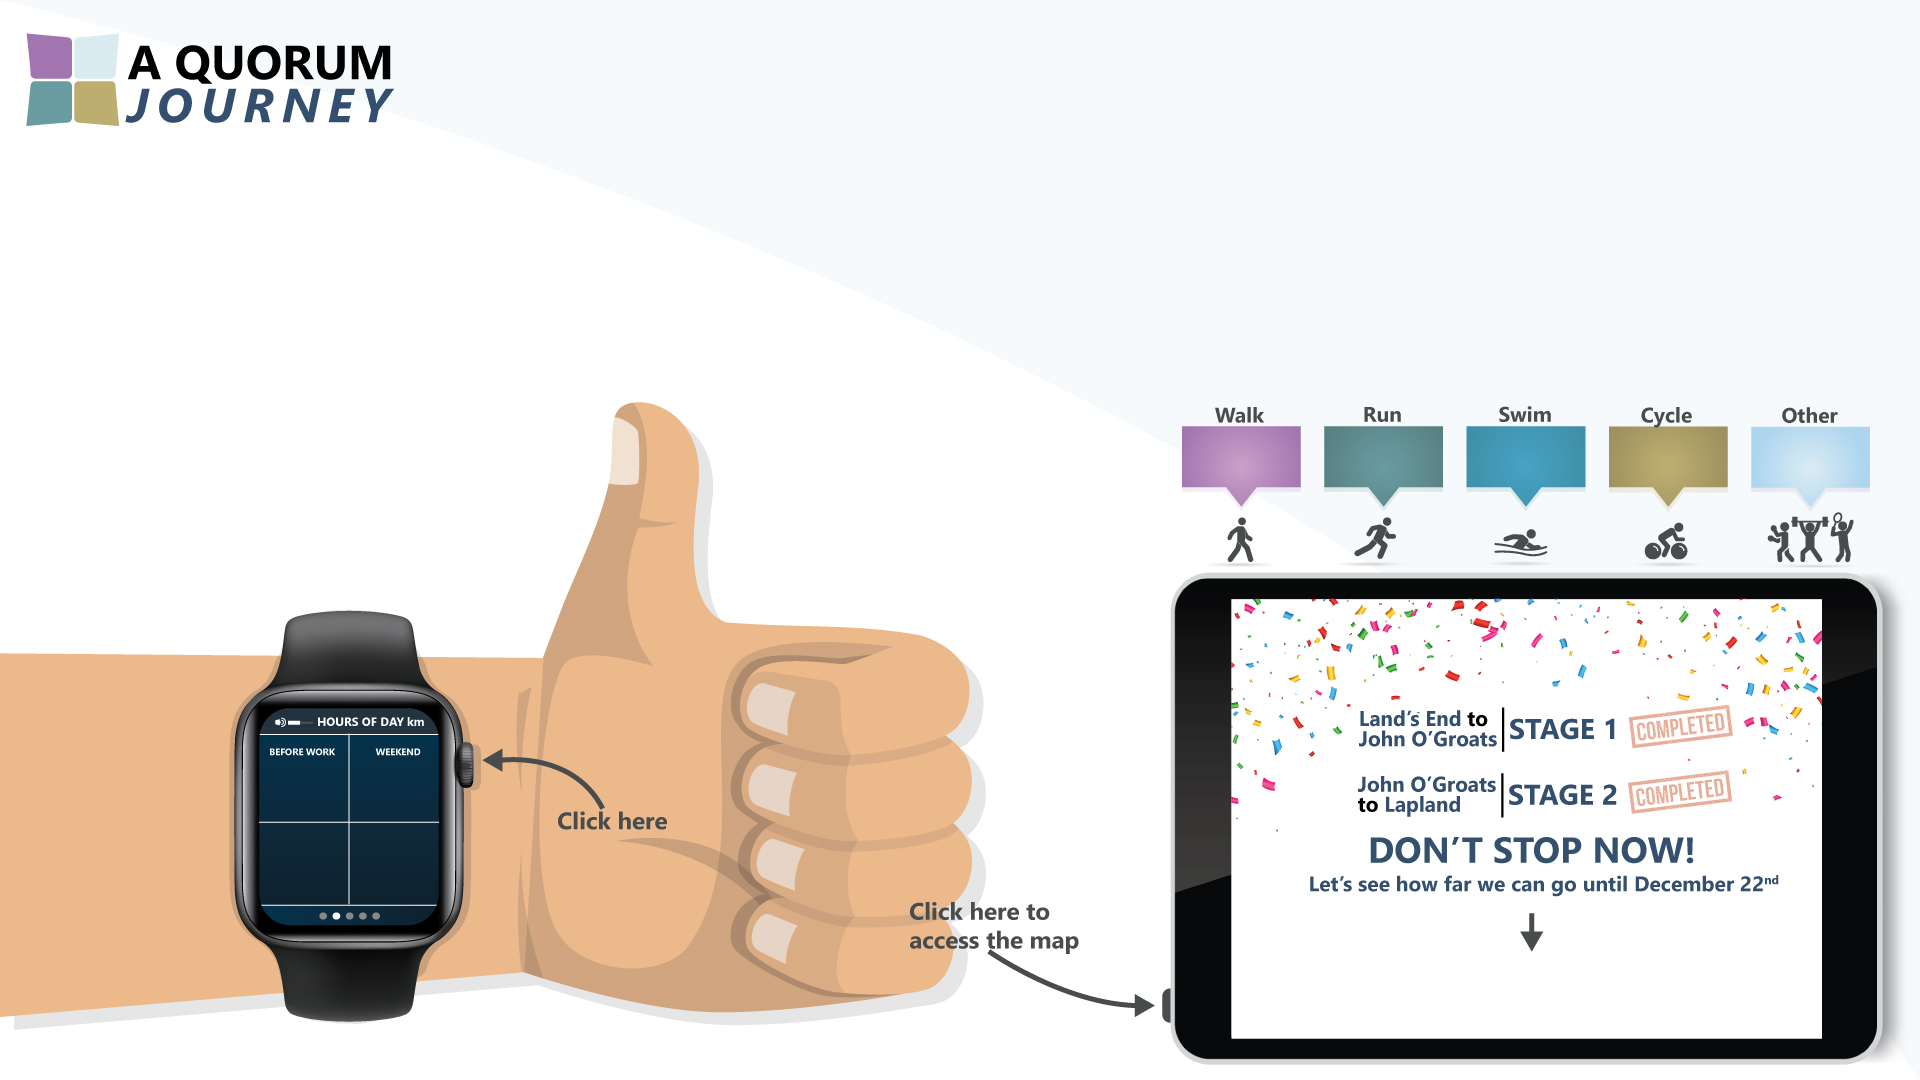 A QUORUM
JOURNEY
Walk
Run
Swim
Cycle
Other
HOURS OF DAY km
BEFORE WORK
WEEKEND
Click here
Click here to
access the map
Land's End to
John O'Groats
STAGE 1
COMPLETED
John O'Groats
to Lapland
STAGE 2
COMPLETED
DON'T STOP NOW!
Let's see how far we can go until December 22nd